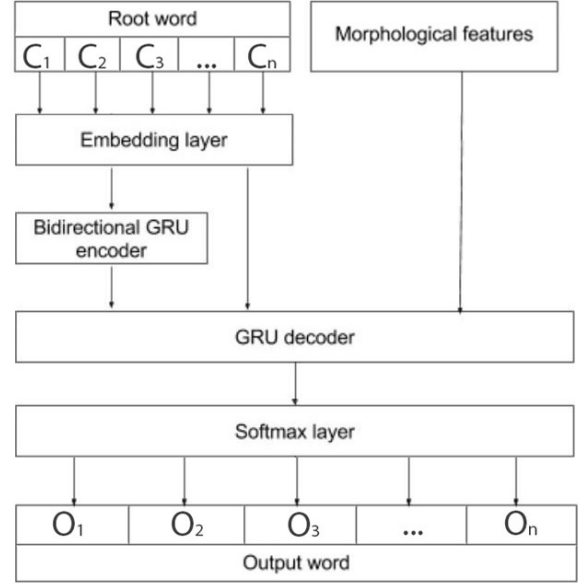 Root word
C₁ C₂ C₃ ... Cₙ
Morphological features
Embedding layer
Bidirectional GRU
encoder
GRU decoder
Softmax layer
O₁ O₂ O₃ ... Oₙ
Output word